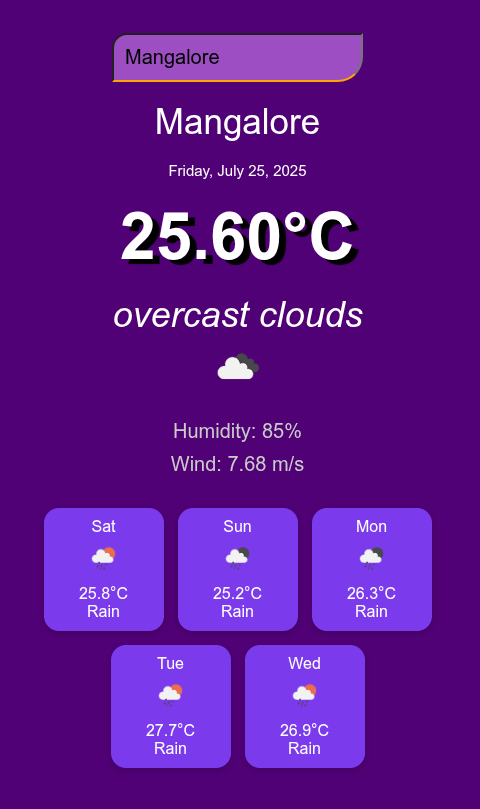 Mangalore
Mangalore
Friday, July 25, 2025
25.60°C
overcast clouds
Humidity: 85%
Wind: 7.68 m/s
Sat
25.8°C
Rain
Sun
25.2°C
Rain
Mon
26.3°C
Rain
Tue
27.7°C
Rain
Wed
26.9°C
Rain